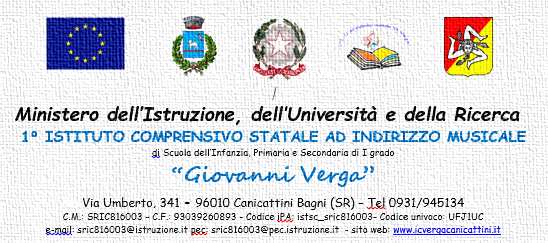 Ministero dell'Istruzione, dell'Università e della Ricerca
1° ISTITUTO COMPRENSIVO STATALE AD INDIRIZZO MUSICALE
di Scuola dell'Infanzia, Primaria e Secondaria di I grado
"Giovanni Verga"
Via Umberto, 341 – 96010 Canicattini Bagni (SR) – Tel 0931/945134
C.M.: SRIC816003 – C.F.: 93039260893 – Codice iPA: istsc_sric816003– Codice univoco: UFJ1UC
e-mail: sric816003@istruzione.it pec: sric816003@pec.istruzione.it - sito web: www.icvergacanicattini.it